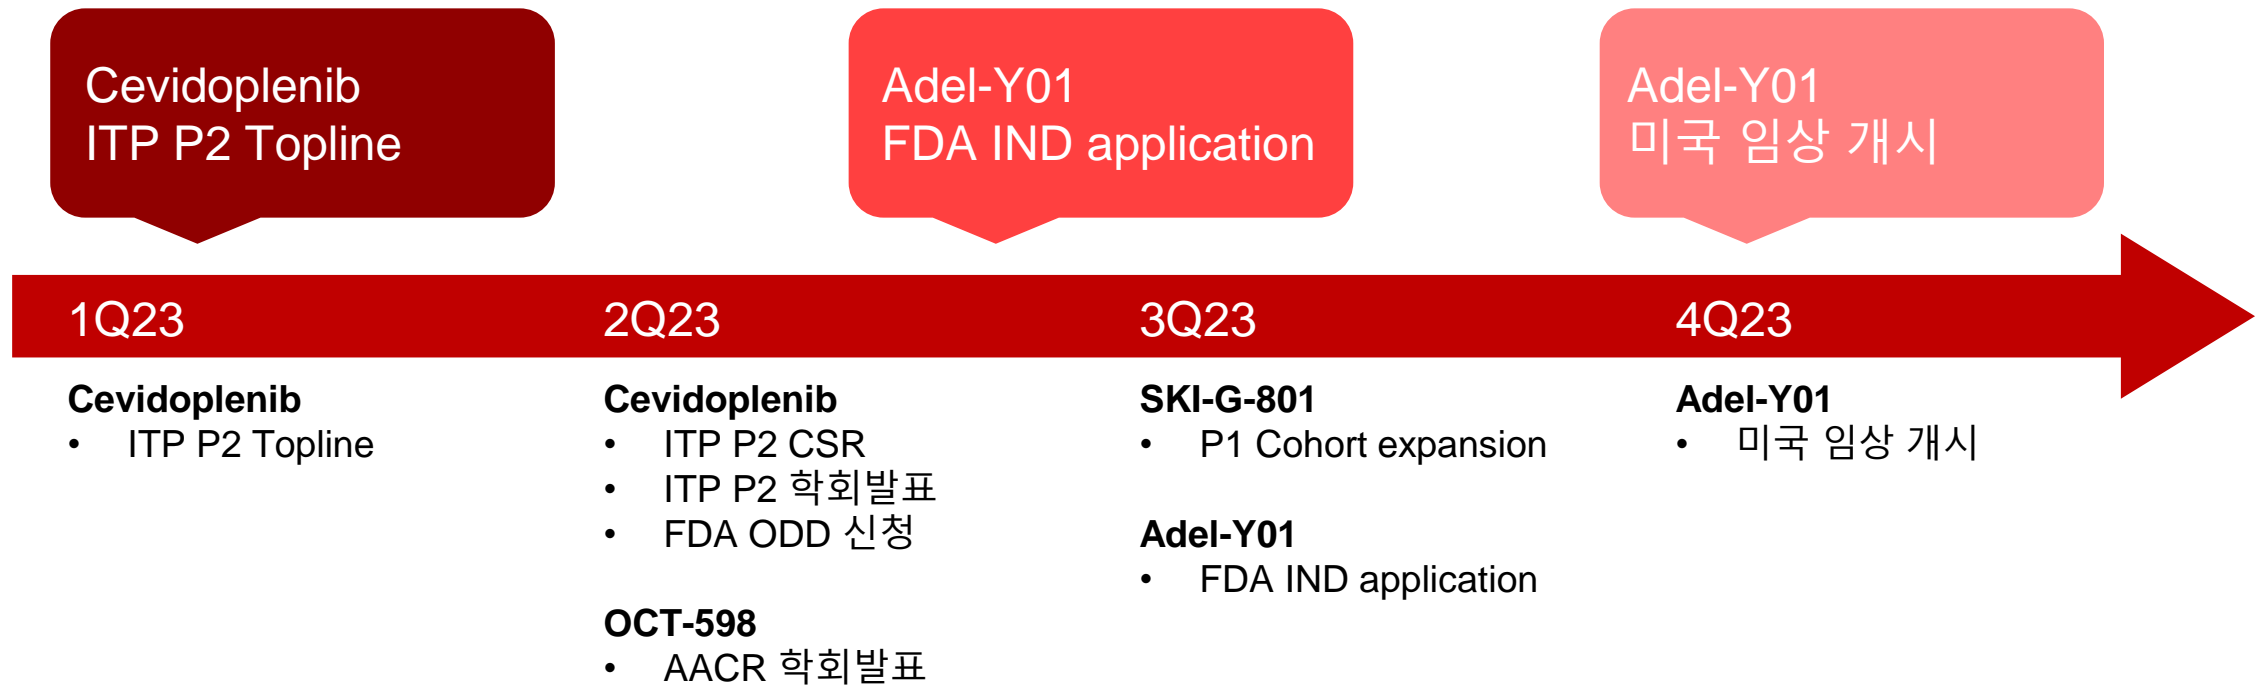 Cevidoplenib
ITP P2 Topline
Adel-Y01
FDA IND application
Adel-Y01
미국 임상 개시
1Q23
2Q23
3Q23
4Q23
Cevidoplenib
• ITP P2 Topline
Cevidoplenib
• ITP P2 CSR
• ITP P2 학회발표
• FDA ODD 신청
OCT-598
• AACR 학회발표
SKI-G-801
• P1 Cohort expansion
Adel-Y01
• FDA IND application
Adel-Y01
• 미국 임상 개시